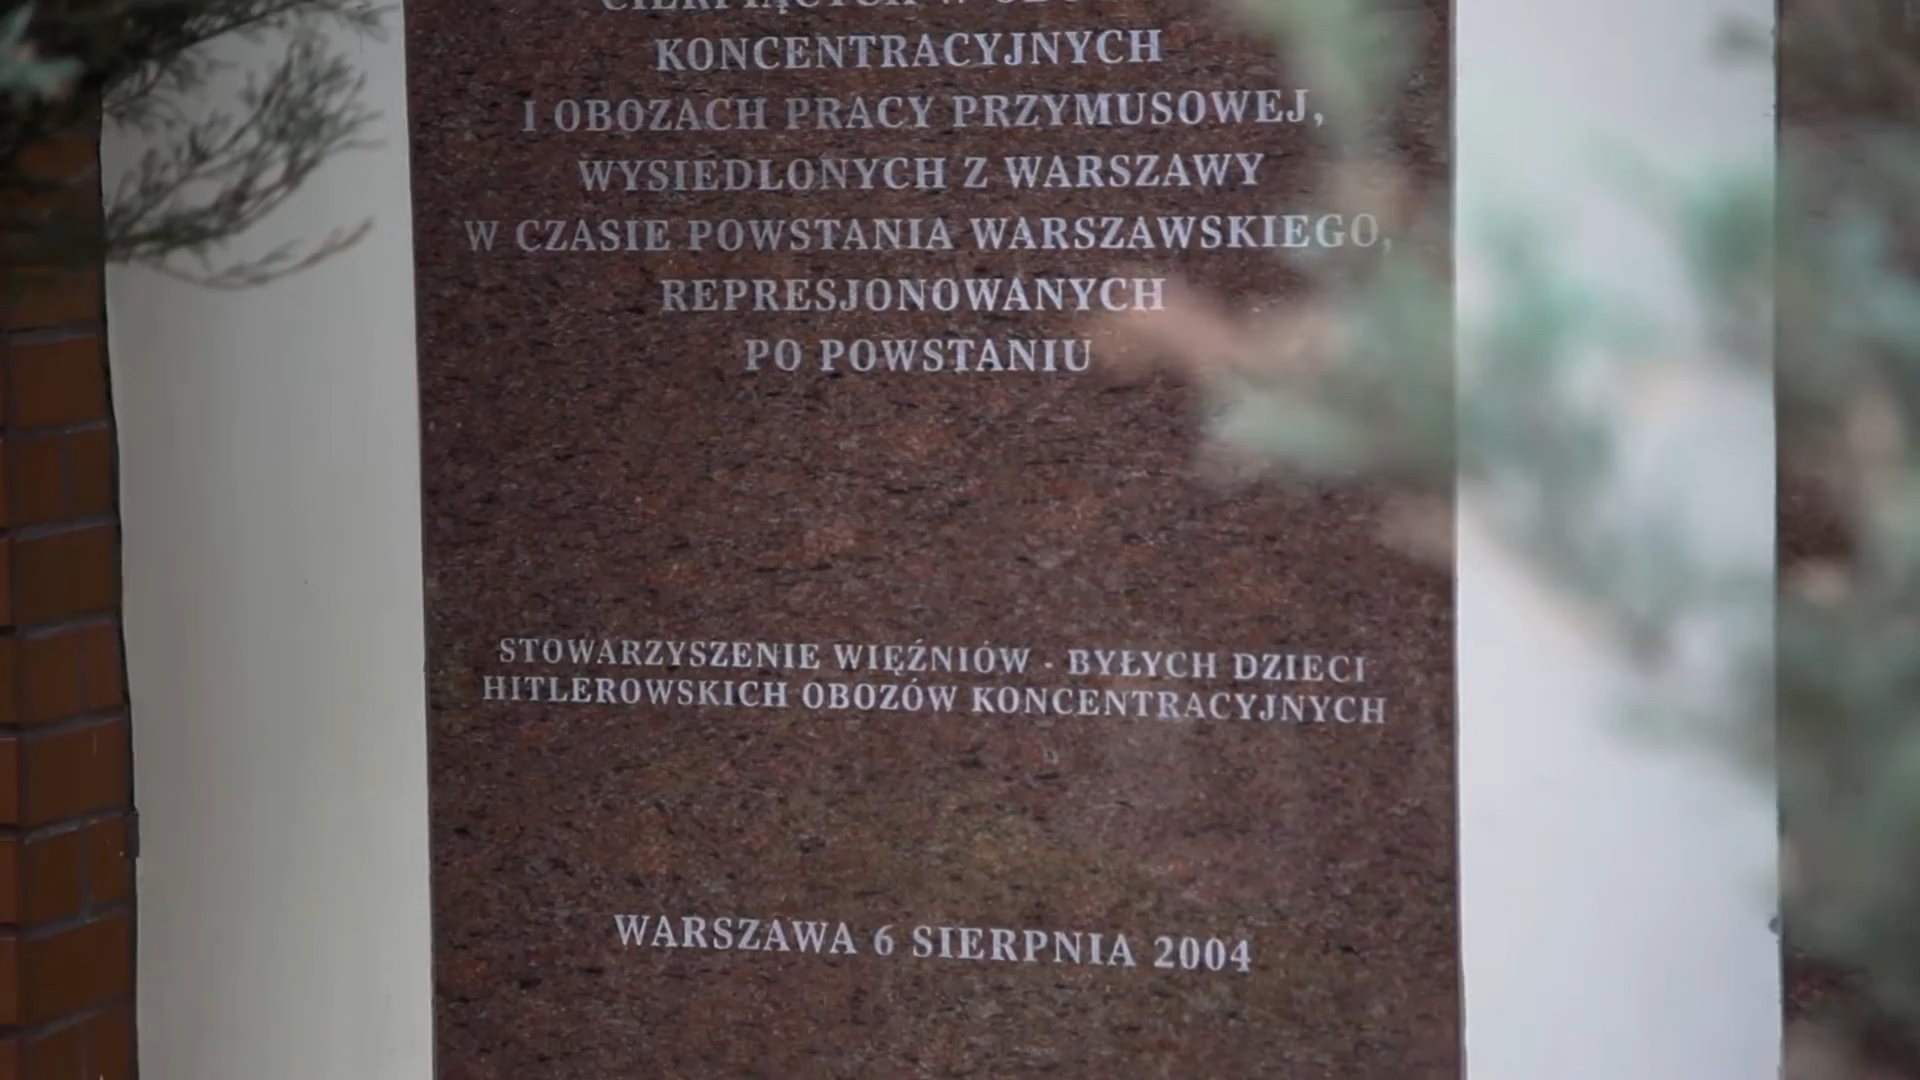 CIERPIĄCYCH W
KONCENTRACYJNYCH
I OBOZACH PRACY PRZYMUSOWEJ,
WYSIEDLONYCH Z WARSZAWY
W CZASIE POWSTANIA WARSZAWSKIEGO,
REPRESJONOWANYCH
PO POWSTANIU
STOWARZYSZENIE WIĘŹNIÓW - BYŁYCH DZIECI
HITLEROWSKICH OBOZÓW KONCENTRACYJNYCH
WARSZAWA 6 SIERPNIA 2004